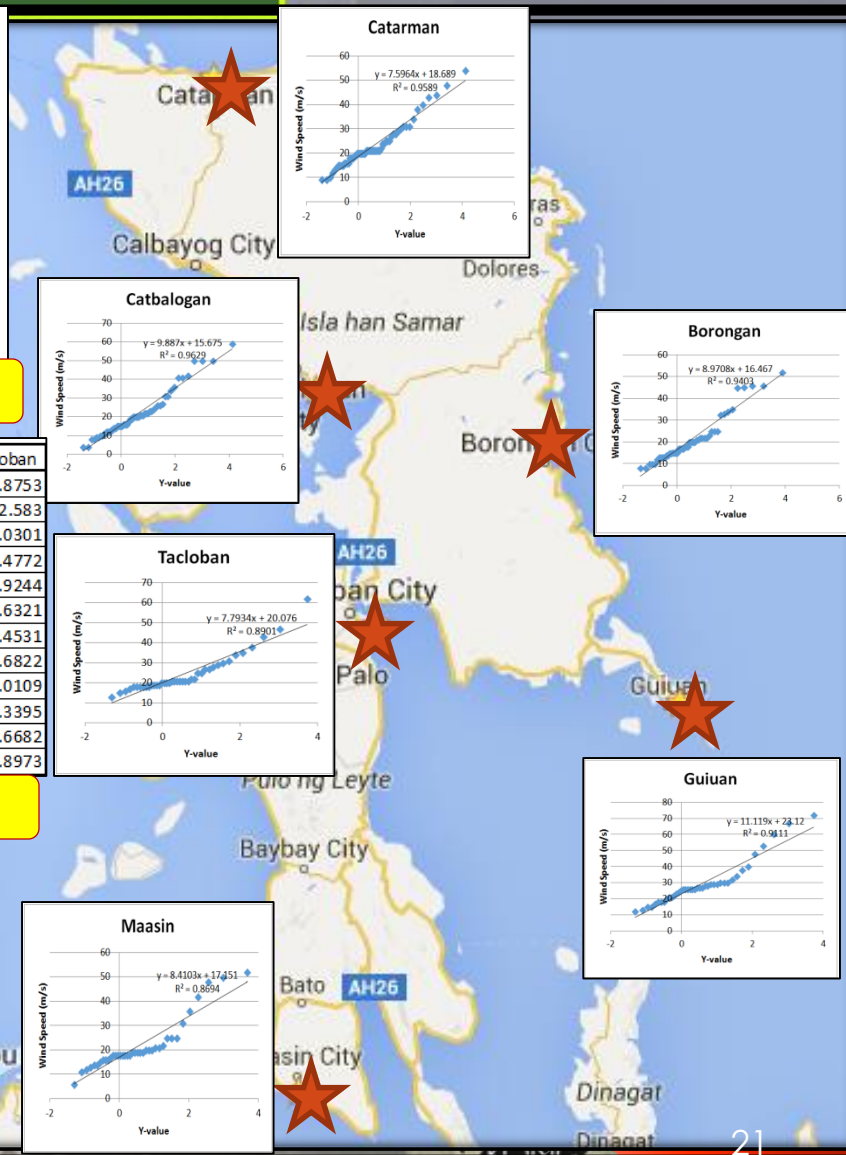 Catarman
60
50
40
30
20
10
0
-2
0
2
4
6
y = 7.5964x + 18.689
R² = 0.9589
Wind Speed (m/s)
Y-value
AH26
Calbayog City
ras
Dolores
Isla han Samar
Catbalogan
70
60
50
40
30
20
10
0
-2
0
2
4
6
y = 9.887x + 15.675
R² = 0.9629
Wind Speed (m/s)
Y-value
Borongan
60
50
40
30
20
10
0
-2
0
2
4
6
y = 8.9708x + 16.467
R² = 0.9403
Wind Speed (m/s)
Y-value
oban
.8753
2.583
.0301
.4772
.9244
.6321
.4531
.6822
.0109
.3395
.6682
.8973
Tacloban
70
60
50
40
30
20
10
0
-2
0
2
4
y = 7.7934x + 20.076
R² = 0.8901
Wind Speed (m/s)
Y-value
AH26
ban City
Palo
Guiuan
Guiuan
80
70
60
50
40
30
20
10
0
-2
0
2
4
y = 11.119x + 23.12
R² = 0.9111
Wind Speed (m/s)
Y-value
Pulo ng Leyte
Baybay City
Maasin
60
50
40
30
20
10
0
-2
0
2
4
y = 8.4103x + 17.151
R² = 0.8694
Wind Speed (m/s)
Y-value
Bato
AH26
asin City
Dinagat
Dinagat
21